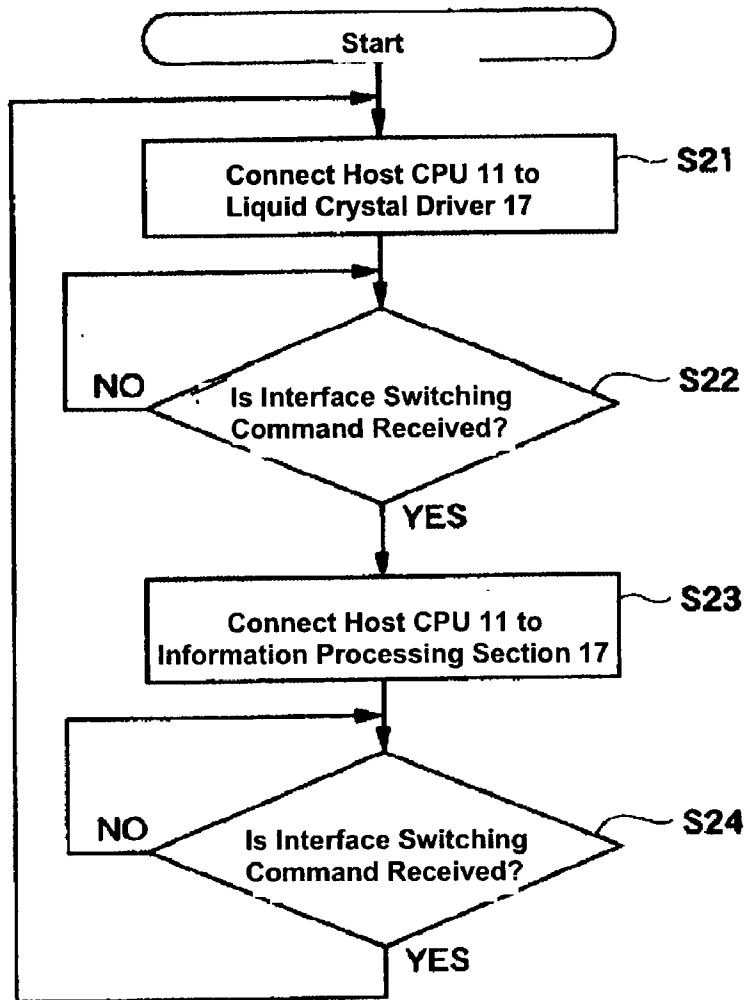 Start
Connect Host CPU 11 to
Liquid Crystal Driver 17
S21
Is Interface Switching
Command Received?
S22
NO
YES
Connect Host CPU 11 to
Information Processing Section 17
S23
Is Interface Switching
Command Received?
S24
NO
YES